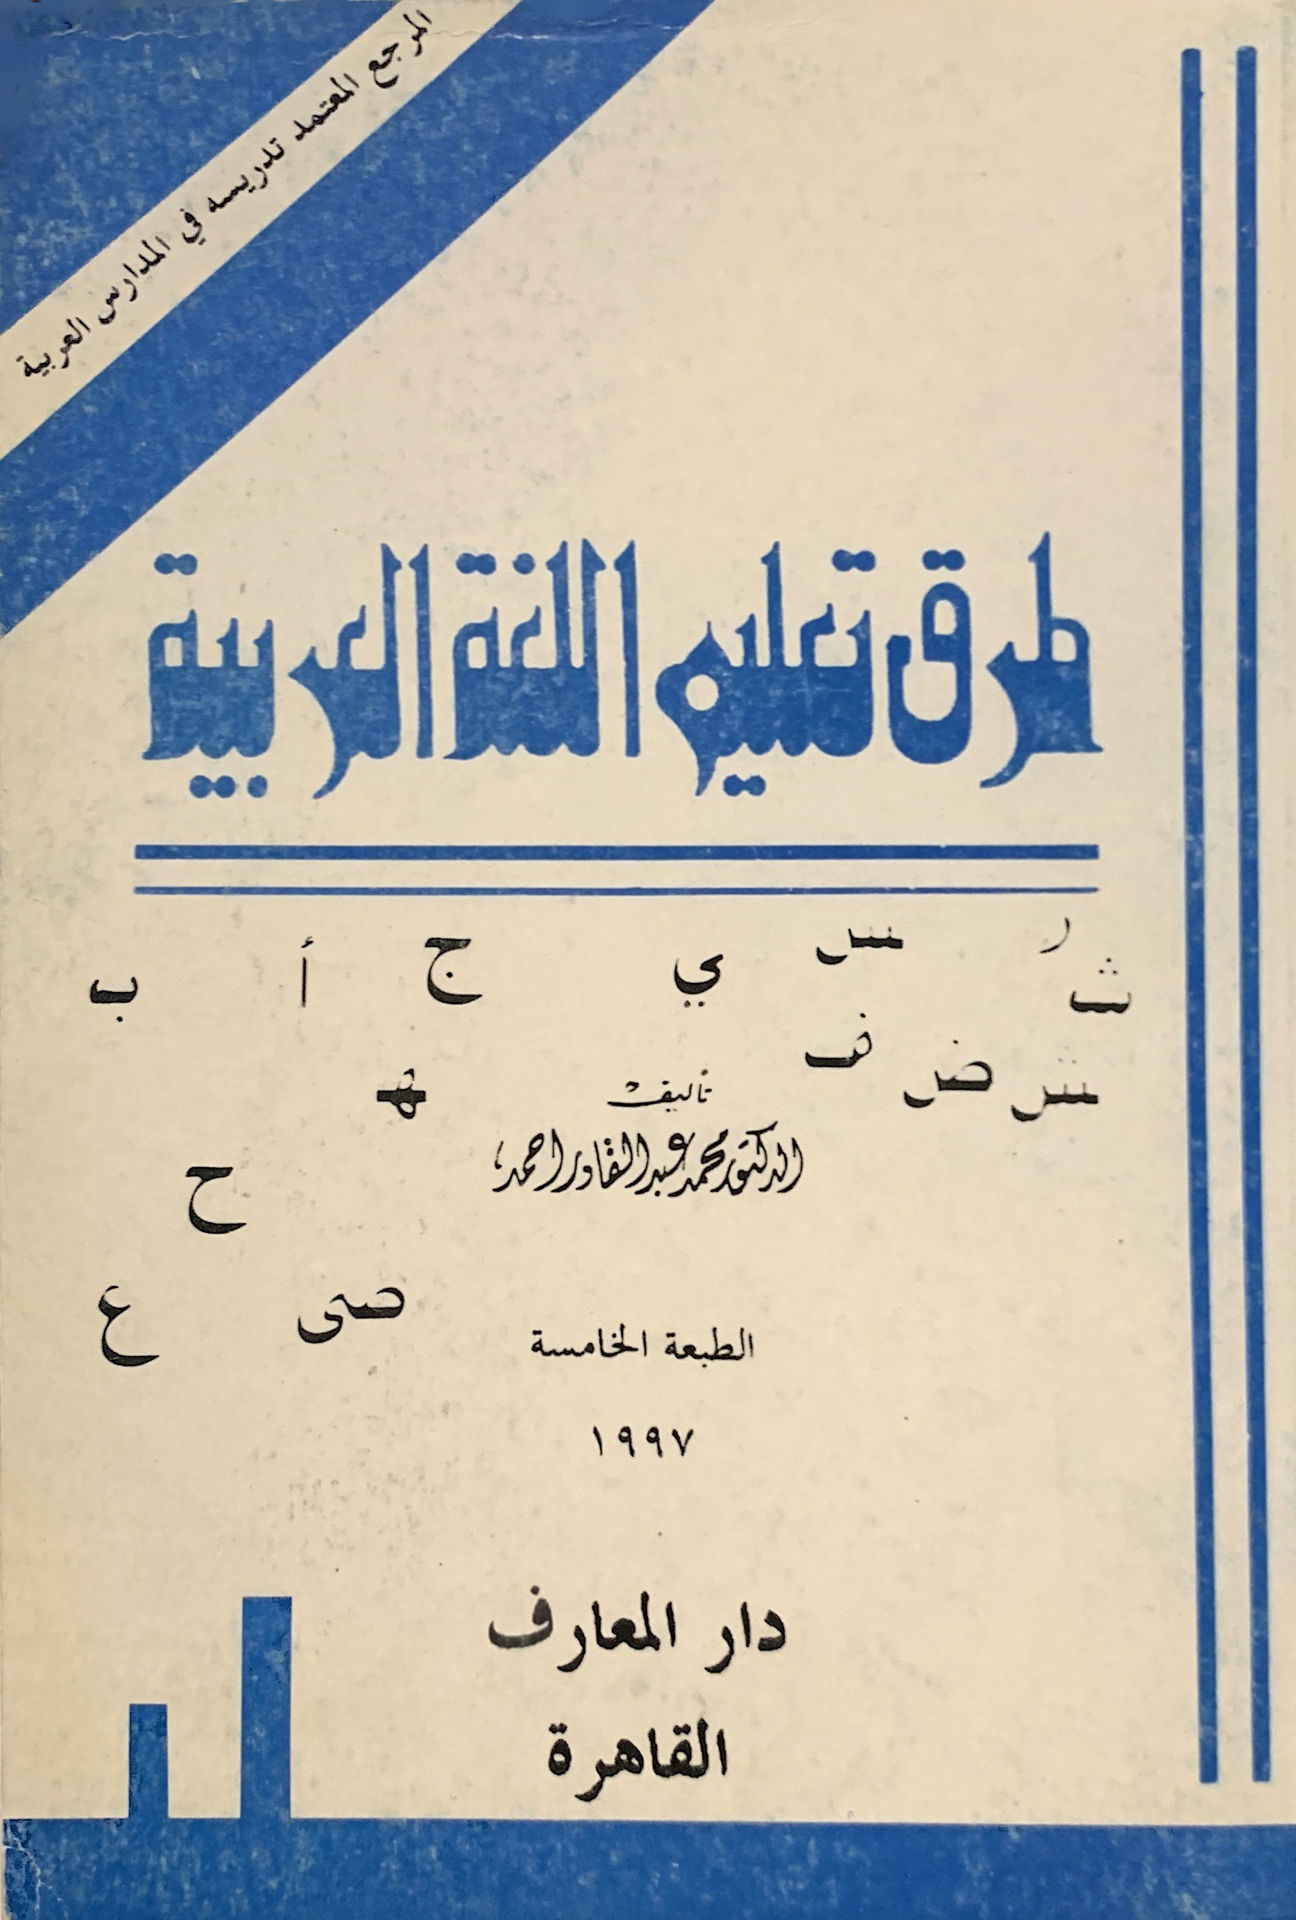 المرجع المعتمد تدريسه في المدارس العربية
طرق تعليم اللغة العربية
ر س ي ج أ ب
ث
ش ض ف
ه
تأليف
الدكتور محمد عبد القادر احمد
ح
ص ع
الطبعة الخامسة
١٩٩٧
دار المعارف
القاهرة